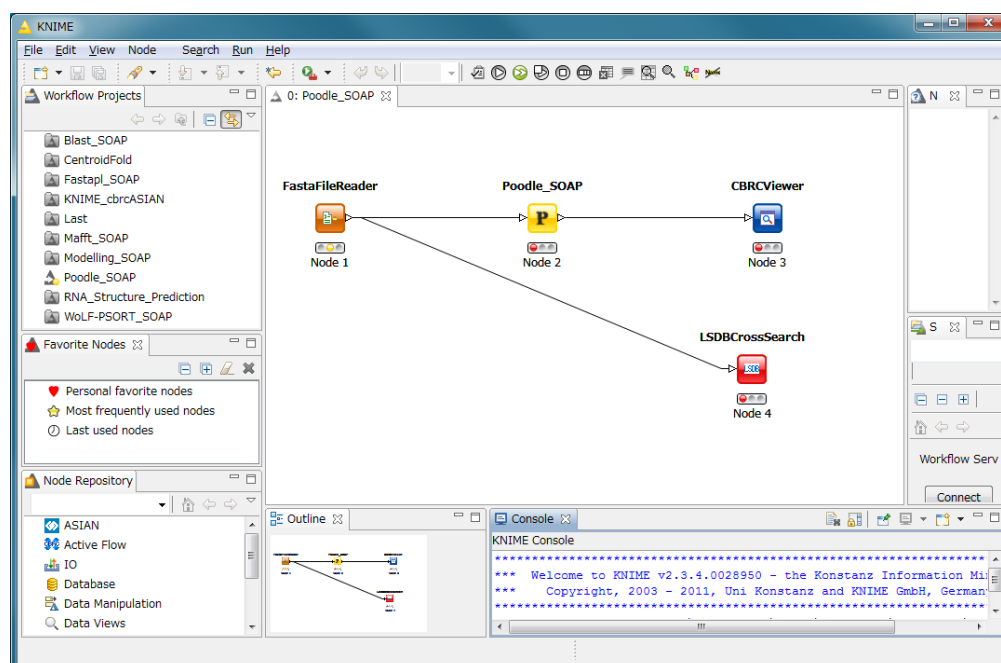 KNIME
File Edit View Node Search Run Help
Workflow Projects
Blast_SOAP
CentroidFold
Fastapl_SOAP
KNIME_cbrcASIAN
Last
Mafft_SOAP
Modelling_SOAP
Poodle_SOAP
RNA_Structure_Prediction
WoLF-PSORT_SOAP
Favorite Nodes
Personal favorite nodes
Most frequently used nodes
Last used nodes
Node Repository
ASIAN
Active Flow
IO
Database
Data Manipulation
Data Views
0: Poodle_SOAP
FastaFileReader
Node 1
Poodle_SOAP
P
Node 2
CBRCViewer
Node 3
LSDBCrossSearch
LSDB
Node 4
Outline
Console
KNIME Console
***********************************************************************
*** Welcome to KNIME v2.3.4.0028950 - the Konstanz Information Mi
*** Copyright, 2003 - 2011, Uni Konstanz and KNIME GmbH, German
***********************************************************************
N
S
Workflow Serv
Connect